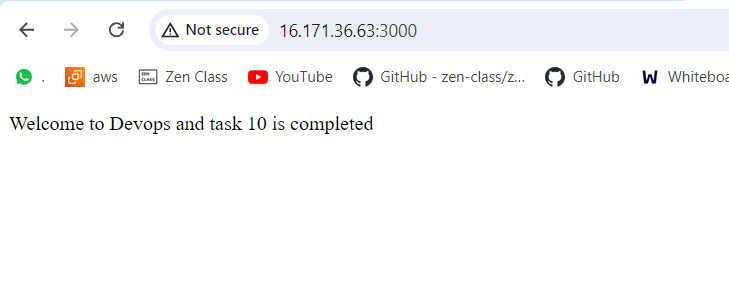 Not secure 16.171.36.63:3000
. aws Zen Class YouTube GitHub - zen-class/z... GitHub Whiteboa
Welcome to Devops and task 10 is completed